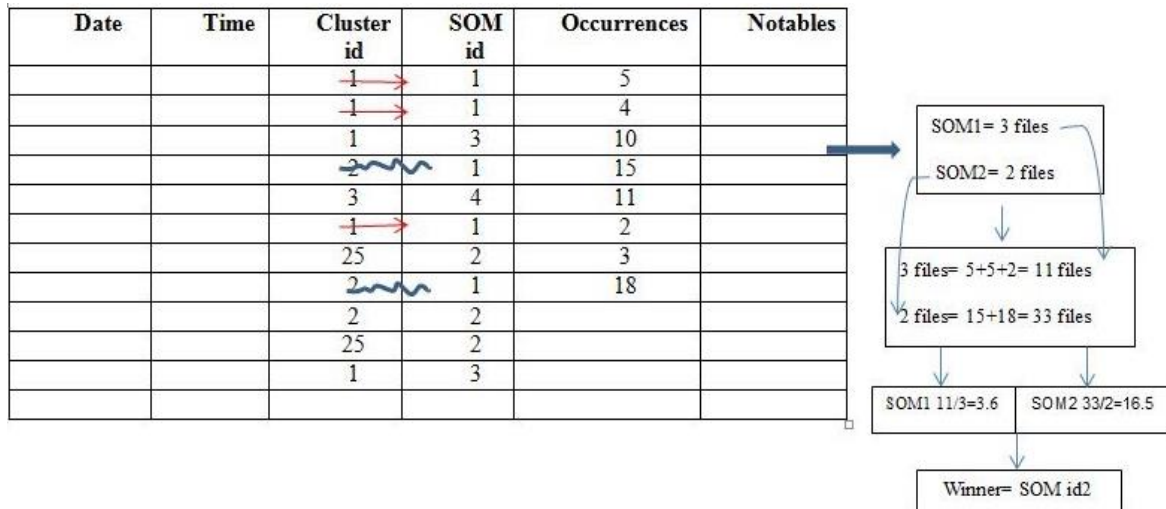 Date Time Cluster id SOM id Occurrences Notables
1 1 5
1 1 4
1 3 10
2 1 15
3 4 11
1 1 2
25 2 3
2 1 18
2 2
25 2
1 3
SOM1= 3 files
SOM2= 2 files
3 files= 5+5+2= 11 files
2 files= 15+18= 33 files
SOM1 11/3=3.6 SOM2 33/2=16.5
Winner= SOM id2